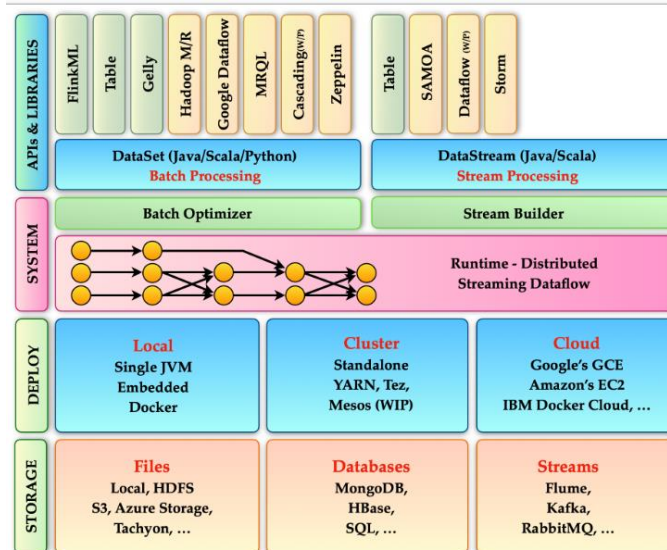 APIs & LIBRARIES
FlinkML
Table
Gelly
Hadoop M/R
Google Dataflow
MRQL
Cascading(W/P)
Zeppelin
Table
SAMOA
Dataflow (W/P)
Storm
DataSet (Java/Scala/Python)
Batch Processing
DataStream (Java/Scala)
Stream Processing
SYSTEM
Batch Optimizer
Stream Builder
Runtime - Distributed
Streaming Dataflow
DEPLOY
Local
Single JVM
Embedded
Docker
Cluster
Standalone
YARN, Tez,
Mesos (WIP)
Cloud
Google's GCE
Amazon's EC2
IBM Docker Cloud, ...
STORAGE
Files
Local, HDFS
S3, Azure Storage,
Tachyon, ...
Databases
MongoDB,
HBase,
SQL, ...
Streams
Flume,
Kafka,
RabbitMQ, ...